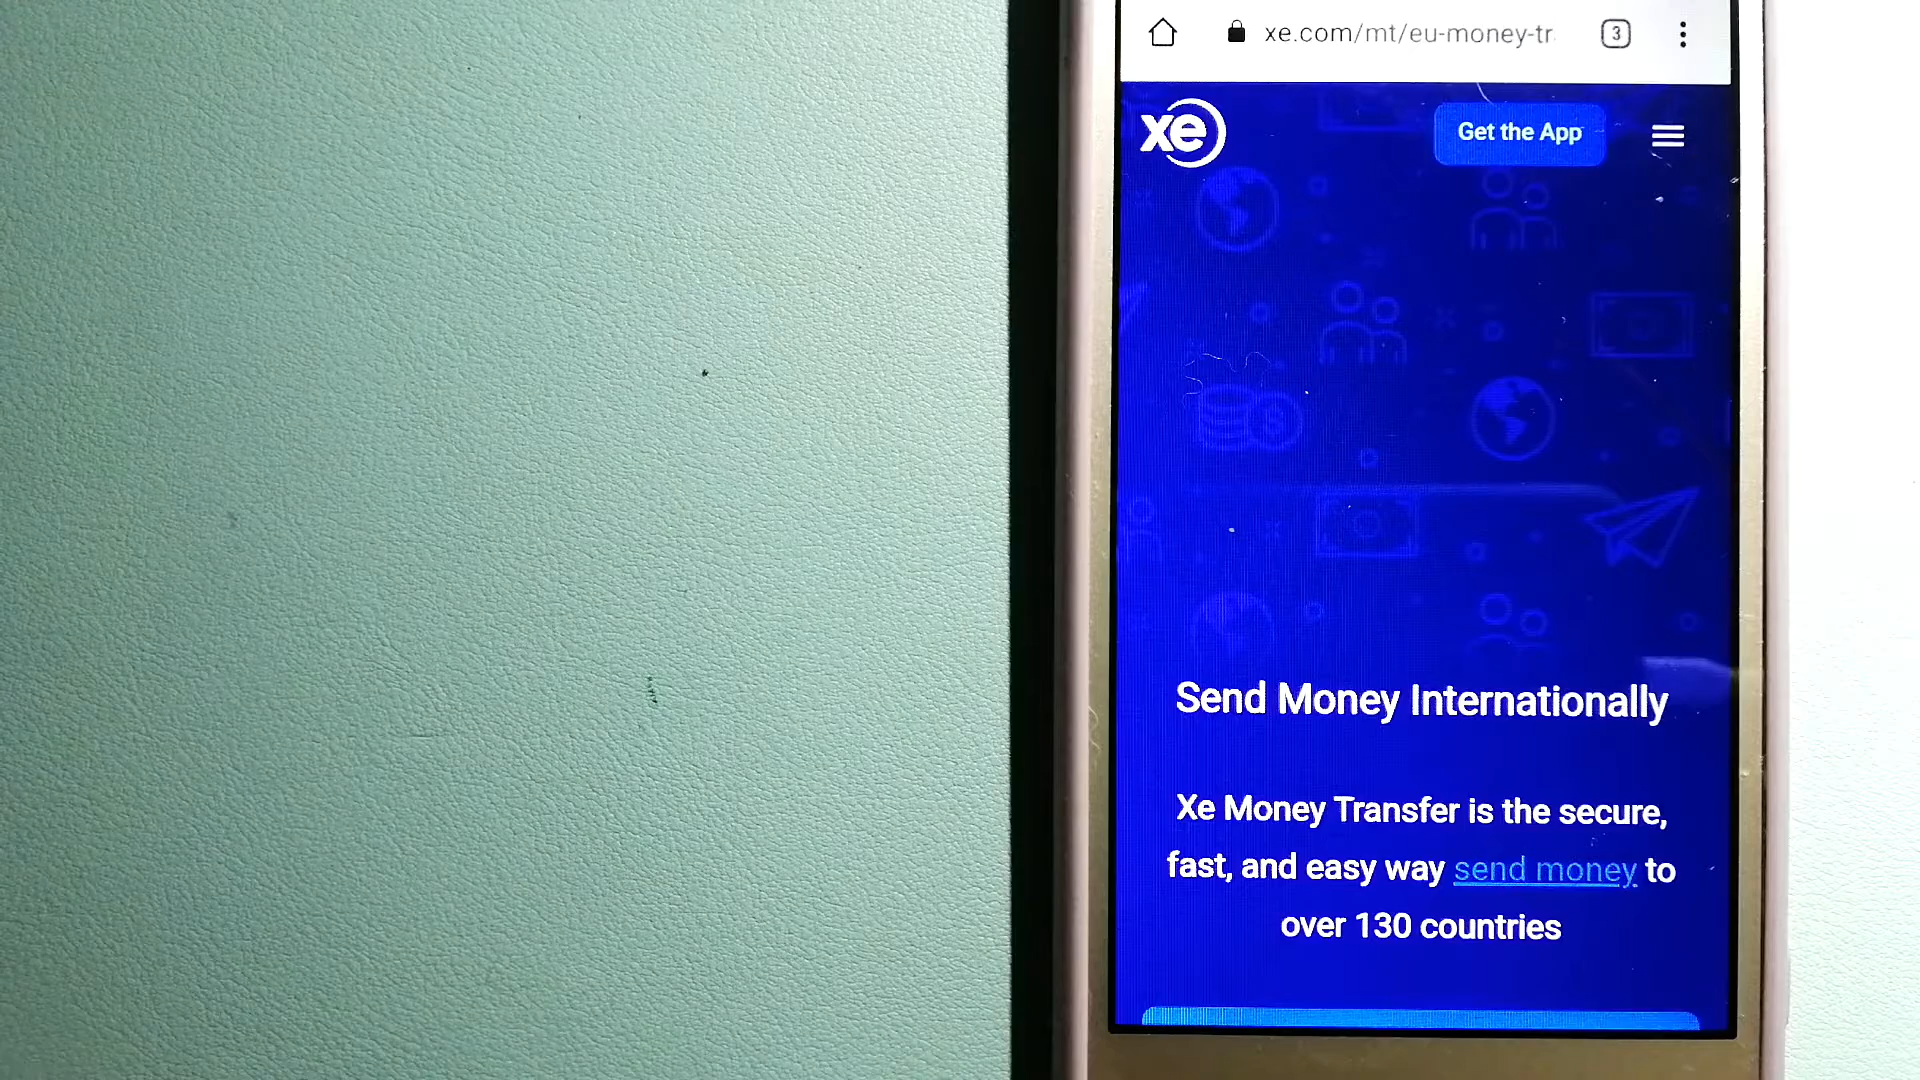 xe.com/mt/eu-money-tr
3
xe
Get the App
Send Money Internationally
Xe Money Transfer is the secure,
fast, and easy way send money to
over 130 countries